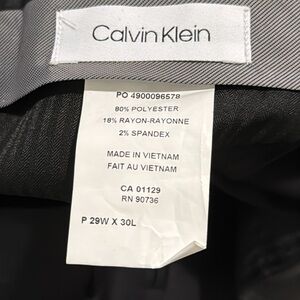 Calvin Klein
PO 4900096578
80% POLYESTER
18% RAYON-RAYONNE
2% SPANDEX
MADE IN VIETNAM
FAIT AU VIETNAM
CA 01129
RN 90736
P 29W X 30L